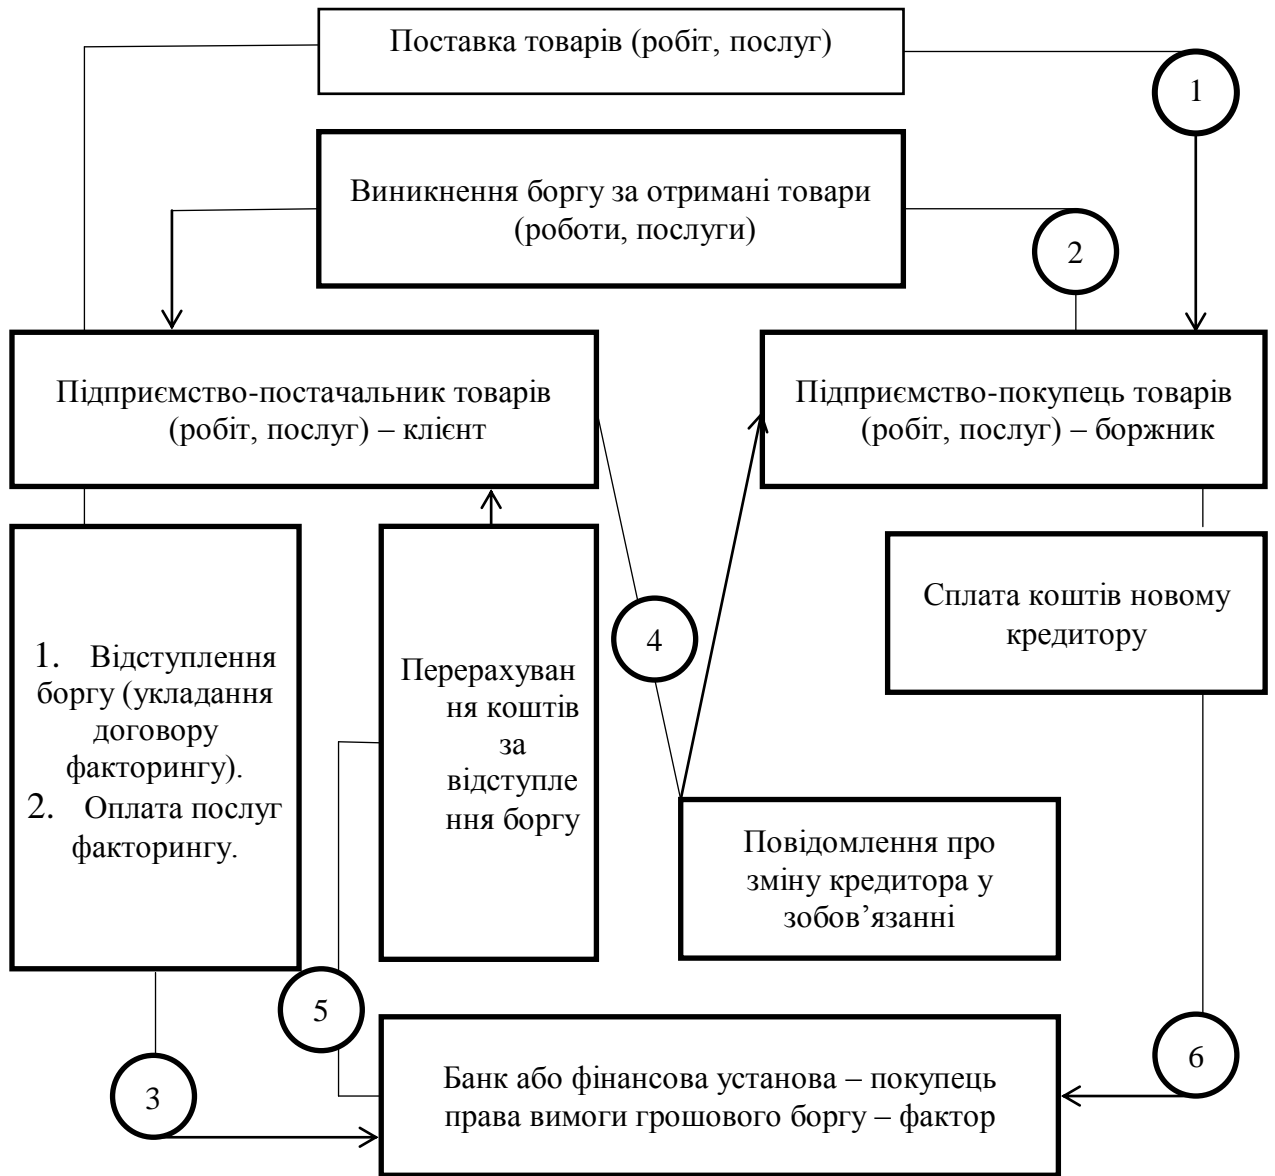 Поставка товарів (робіт, послуг)
1
Виникнення боргу за отримані товари
(роботи, послуги)
2
Підприємство-постачальник товарів
(робіт, послуг) – клієнт
Підприємство-покупець товарів
(робіт, послуг) – боржник
1. Відступлення
боргу (укладання
договору
факторингу).
2. Оплата послуг
факторингу.
Перерахуван
ня коштів
за
відступле
ння боргу
4
Сплата коштів новому
кредитору
Повідомлення про
зміну кредитора у
зобов’язанні
5
3
Банк або фінансова установа – покупець
права вимоги грошового боргу – фактор
6